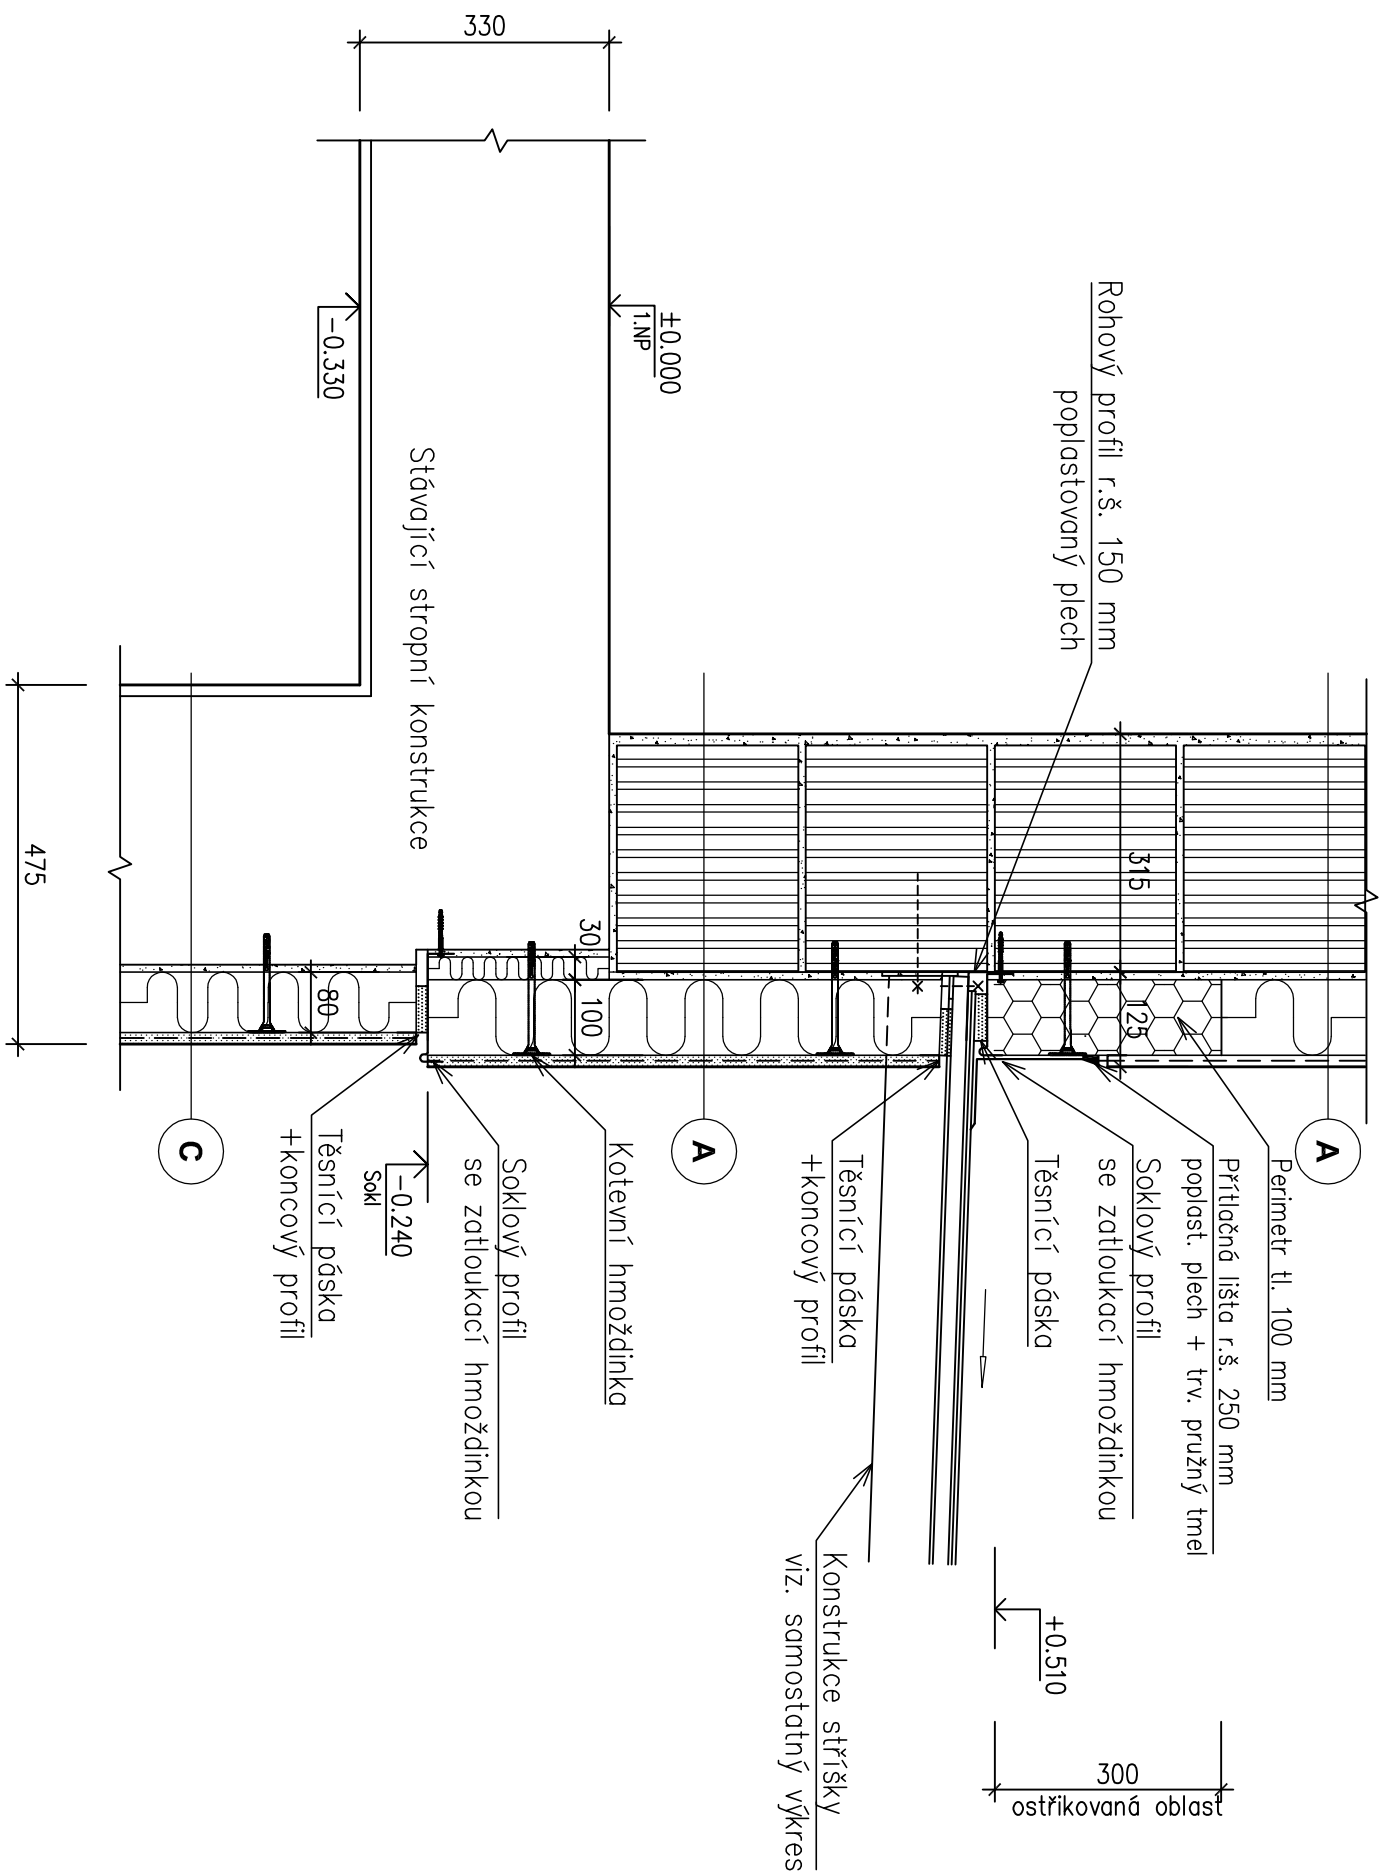 330
±0.000
1.NP
-0.330
Rohový profil r.š. 150 mm
poplastovaný plech
Stávající stropní konstrukce
475
315
125
30
100
80
A
A
C
Perimetr tl. 100 mm
Přítlačná lišta r.š. 250 mm
poplast. plech + trv. pružný tmel
Soklový profil
se zatloukací hmoždinkou
Těsnící páska
Těsnící páska
+koncový profil
Kotevní hmoždinka
Soklový profil
se zatloukací hmoždinkou
-0.240
Sokl
Těsnící páska
+koncový profil
Konstrukce stříšky
viz. samostatný výkres
+0.510
300
ostřikovaná oblast